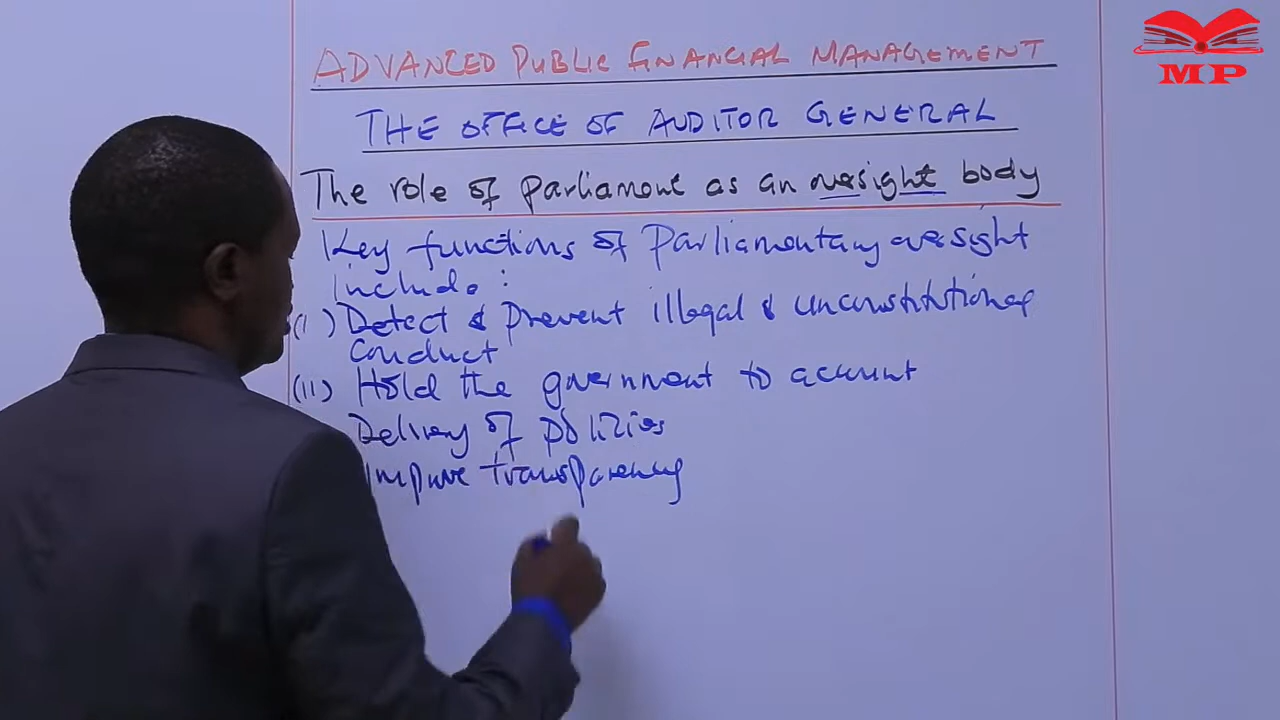 MP
ADVANCED PUBLIC FINANCIAL MANAGEMENT
THE OFFICE OF AUDITOR GENERAL
The role of parliament as an oversight body
Key functions of Parliamentary oversight
include:
(i) Detect & prevent illegal & unconstitutional
conduct
(ii) Hold the government to account
Delivery of policies
Improve transparency